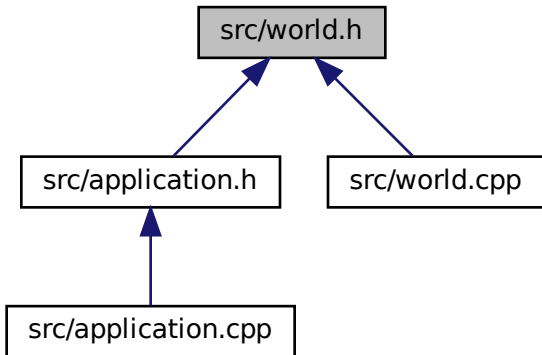 src/world.h
src/application.h
src/world.cpp
src/application.cpp